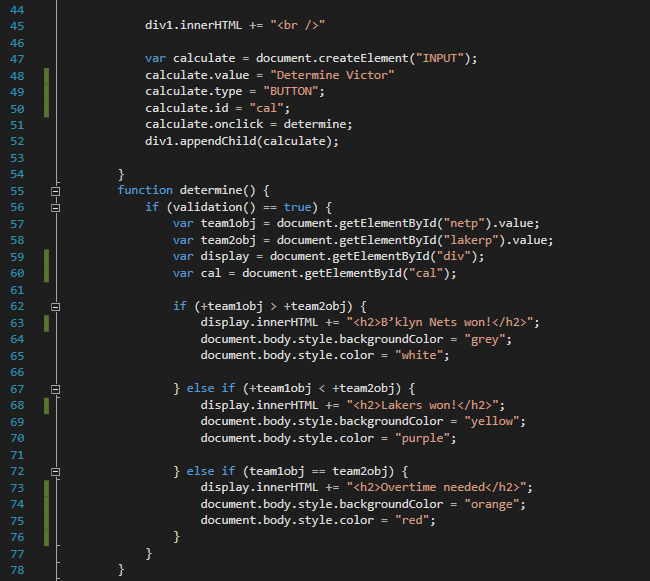 44
45 div1.innerHTML += "<br />"
46
47 var calculate = document.createElement("INPUT");
48 calculate.value = "Determine Victor"
49 calculate.type = "BUTTON";
50 calculate.id = "cal";
51 calculate.onclick = determine;
52 div1.appendChild(calculate);
53
54 }
55 function determine() {
56 if (validation() == true) {
57 var team1obj = document.getElementById("netp").value;
58 var team2obj = document.getElementById("lakerp").value;
59 var display = document.getElementById("div");
60 var cal = document.getElementById("cal");
61
62 if (+team1obj > +team2obj) {
63 display.innerHTML += "<h2>B’klyn Nets won!</h2>";
64 document.body.style.backgroundColor = "grey";
65 document.body.style.color = "white";
66
67 } else if (+team1obj < +team2obj) {
68 display.innerHTML += "<h2>Lakers won!</h2>";
69 document.body.style.backgroundColor = "yellow";
70 document.body.style.color = "purple";
71
72 } else if (team1obj == team2obj) {
73 display.innerHTML += "<h2>Overtime needed</h2>";
74 document.body.style.backgroundColor = "orange";
75 document.body.style.color = "red";
76 }
77 }
78 }